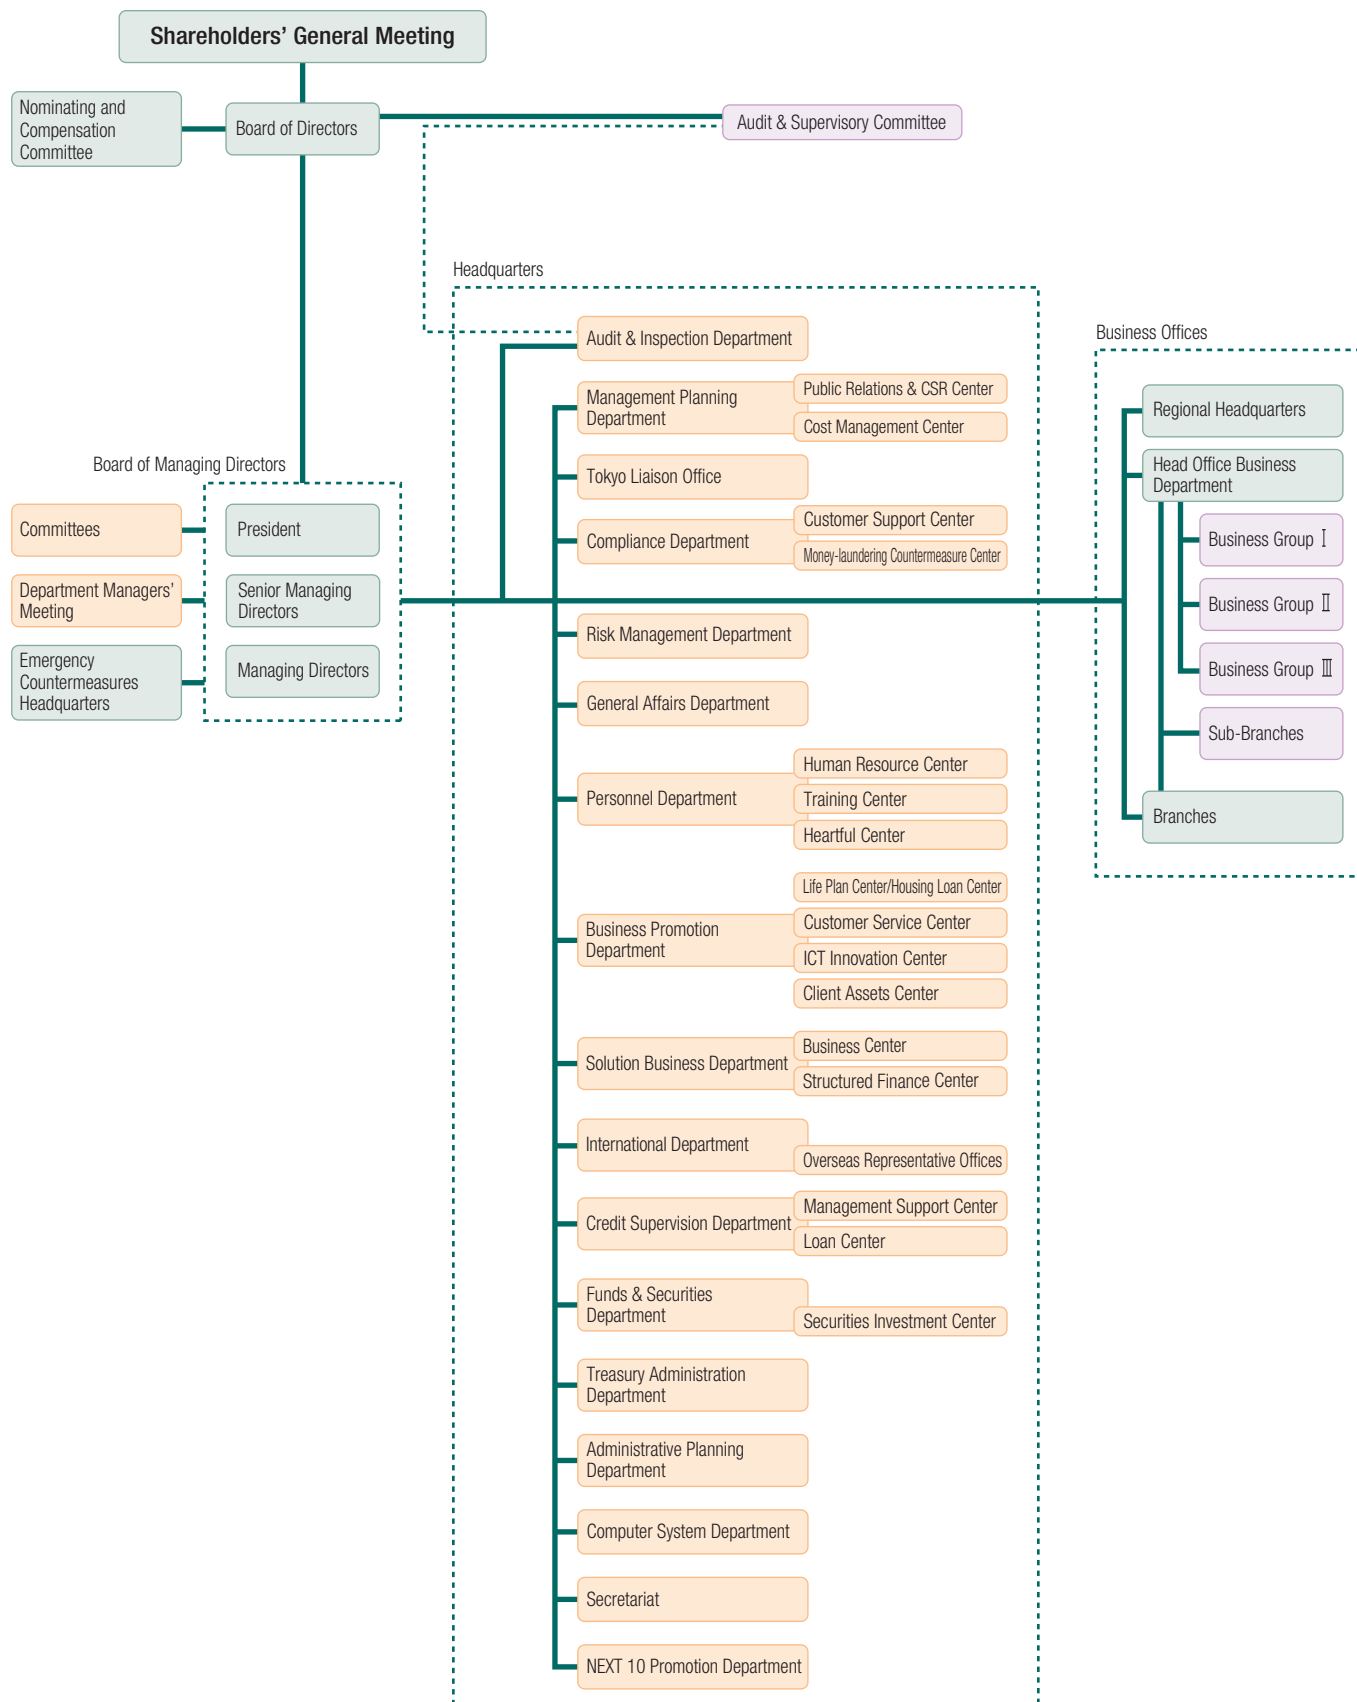 Shareholders’ General Meeting
Nominating and
Compensation
Committee
Board of Directors
Audit & Supervisory Committee
Headquarters
Audit & Inspection Department
Management Planning
Department
Public Relations & CSR Center
Cost Management Center
Tokyo Liaison Office
Compliance Department
Customer Support Center
Money-laundering Countermeasure Center
Board of Managing Directors
Committees
President
Department Managers’
Meeting
Senior Managing
Directors
Emergency
Countermeasures
Headquarters
Managing Directors
Risk Management Department
General Affairs Department
Personnel Department
Human Resource Center
Training Center
Heartful Center
Business Promotion
Department
Life Plan Center/Housing Loan Center
Customer Service Center
ICT Innovation Center
Client Assets Center
Solution Business Department
Business Center
Structured Finance Center
International Department
Overseas Representative Offices
Credit Supervision Department
Management Support Center
Loan Center
Funds & Securities
Department
Securities Investment Center
Treasury Administration
Department
Administrative Planning
Department
Computer System Department
Secretariat
NEXT 10 Promotion Department
Business Offices
Regional Headquarters
Head Office Business
Department
Business Group Ⅰ
Business Group Ⅱ
Business Group Ⅲ
Sub-Branches
Branches